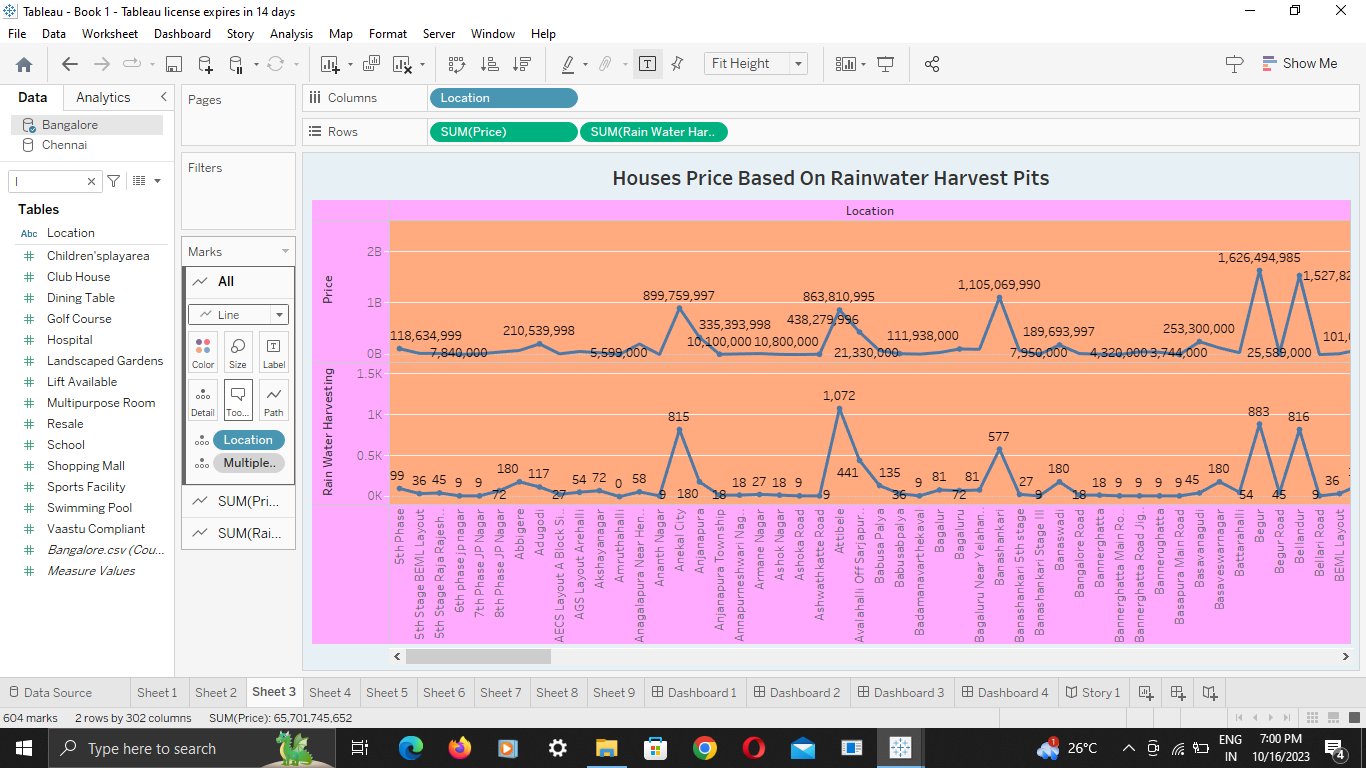 Tableau - Book 1 - Tableau license expires in 14 days
File Data Worksheet Dashboard Story Analysis Map Format Server Window Help
Fit Height
Show Me
Data Analytics
Bangalore
Chennai
Tables
Abc Location
Children'splayarea
Club House
Dining Table
Golf Course
Hospital
Landscaped Gardens
Lift Available
Multipurpose Room
Resale
School
Shopping Mall
Sports Facility
Swimming Pool
Vaastu Compliant
Bangalore.csv (Cou...
Measure Values
Pages
Filters
Marks
All
Line
Color Size Label
Detail Too... Path
Location
Multiple..
SUM(Pri...
SUM(Rai...
Columns Location
Rows SUM(Price) SUM(Rain Water Har..
Houses Price Based On Rainwater Harvest Pits
Location
Price
2B
1B
0B
118,634,999
7,840,000
210,539,998
5,599,000
899,759,997
335,393,998
10,100,000
10,800,000
438,279,996
863,810,995
21,330,000
111,938,000
1,105,069,990
7,950,000
189,693,997
4,320,000
3,744,000
253,300,000
1,626,494,985
25,589,000
1,527,82
101,
Rain Water Harvesting
1.5K
1K
0.5K
0K
99 36 45 9 9 72 180 117 27 54 72 0 58 9 815 180 18 18 27 18 9 9 1,072 441 135 36 9 81 72 81 577 27 9 180 18 18 9 9 9 9 45 180 54 883 45 816 9 36
5th Phase
5th Stage BEML Layout
5th Stage Raja Rajesh..
6th phase jp nagar
7th Phase JP Nagar
8th Phase JP Nagar
Abbigere
Adugodi
AECS Layout A Block Si..
AGS Layout Arehalli
Akshayanagar
Amruthahalli
Anagalapura Near Hen..
Ananth Nagar
Anekal City
Anjanapura
Anjanapura Township
Annapurneshwari Nag..
Armane Nagar
Ashok Nagar
Ashoka Road
Ashwathkatte Road
Attibele
Avalahalli Off Sarjapur..
Babusa Palya
Babusabpalya
Badamanavarthekaval
Bagalur
Bagaluru
Bagaluru Near Yelahan..
Banashankari
Banashankari 5th stage
Banashankari Stage III
Banaswadi
Bangalore Road
Bannerghatta
Bannerghatta Main Ro..
Bannerghatta Road Jig..
Bannerughatta
Basapura Main Road
Basavanagudi
Basaveswarnagar
Battarahalli
Begur
Begur Road
Bellandur
Bellari Road
BEML Layout
Data Source Sheet 1 Sheet 2 Sheet 3 Sheet 4 Sheet 5 Sheet 6 Sheet 7 Sheet 8 Sheet 9 Dashboard 1 Dashboard 2 Dashboard 3 Dashboard 4 Story 1
604 marks 2 rows by 302 columns SUM(Price): 65,701,745,652
Type here to search
1
26°C
ENG
IN
7:00 PM
10/16/2023
4